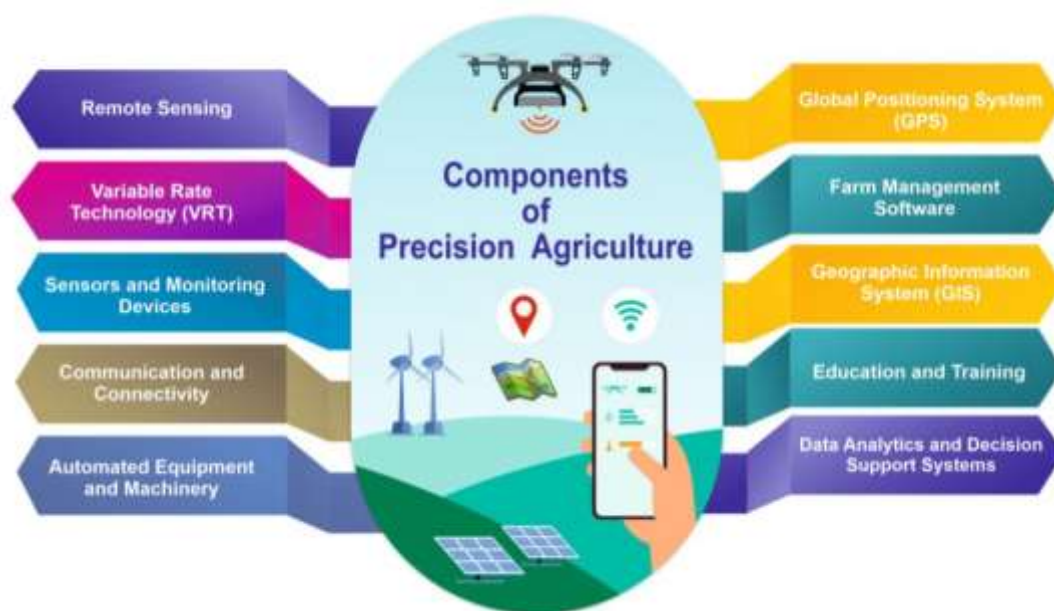 Components
of
Precision Agriculture
Remote Sensing
Variable Rate
Technology (VRT)
Sensors and Monitoring
Devices
Communication and
Connectivity
Automated Equipment
and Machinery
Global Positioning System
(GPS)
Farm Management
Software
Geographic Information
System (GIS)
Education and Training
Data Analytics and Decision
Support Systems